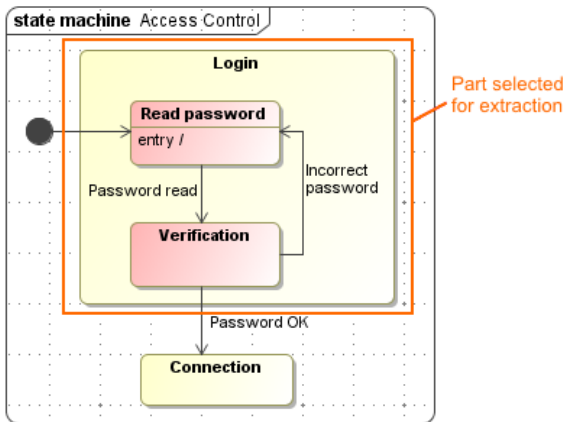 state machine Access Control
Login
Part selected
for extraction
Read password
entry /
Incorrect
password
Password read
Verification
Password OK
Connection